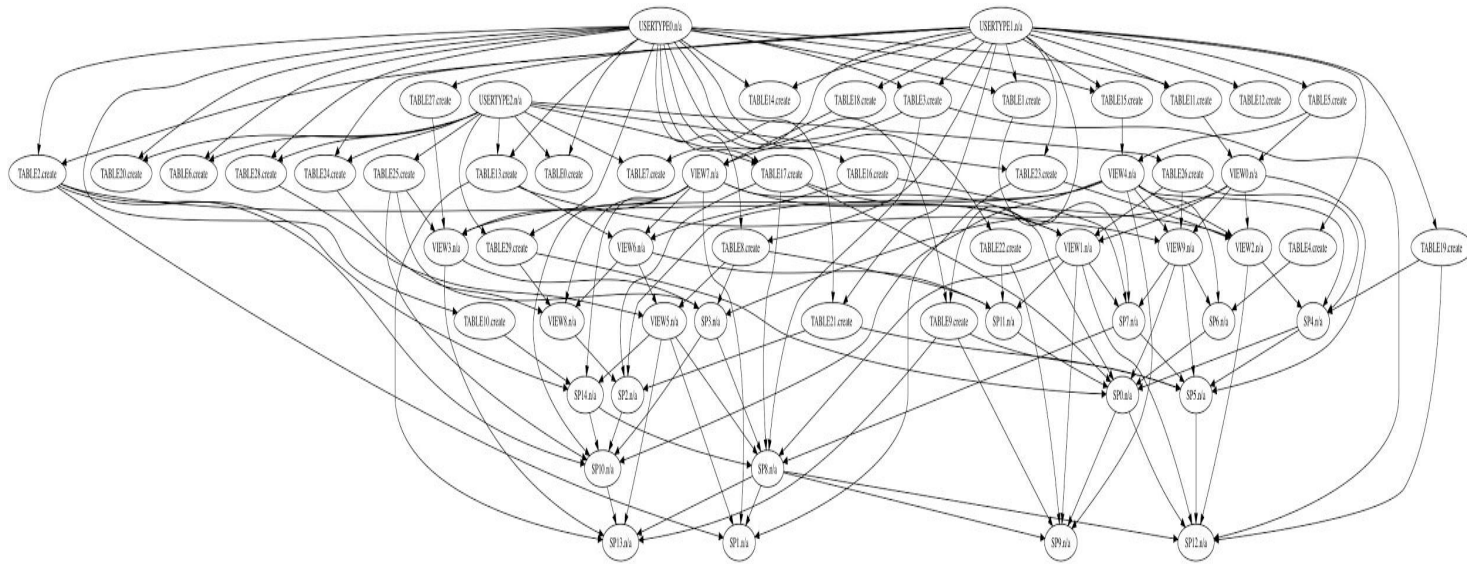 USERTYPE0.n/a
USERTYPE1.n/a
TABLE27.create
USERTYPE2.n/a
TABLE14.create
TABLE18.create
TABLE3.create
TABLE1.create
TABLE15.create
TABLE11.create
TABLE12.create
TABLE5.create
TABLE2.create
TABLE20.create
TABLE6.create
TABLE28.create
TABLE24.create
TABLE25.create
TABLE13.create
TABLE0.create
TABLE7.create
VIEW7.n/a
TABLE17.create
TABLE16.create
TABLE23.create
VIEW4.n/a
TABLE26.create
VIEW0.n/a
VIEW3.n/a
TABLE29.create
VIEW6.n/a
TABLE8.create
TABLE22.create
VIEW1.n/a
VIEW9.n/a
VIEW2.n/a
TABLE4.create
TABLE19.create
TABLE10.create
VIEW8.n/a
VIEW5.n/a
SP3.n/a
TABLE21.create
TABLE9.create
SP11.n/a
SP7.n/a
SP6.n/a
SP4.n/a
SP14.n/a
SP2.n/a
SP0.n/a
SP5.n/a
SP10.n/a
SP8.n/a
SP13.n/a
SP1.n/a
SP9.n/a
SP12.n/a